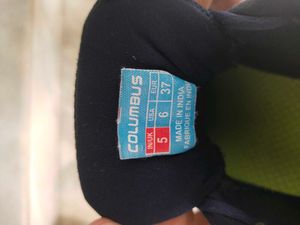 COLUMBUS
IN/UK USA EUR
5 6 37
MADE IN INDIA
FABRIQUE EN INDE